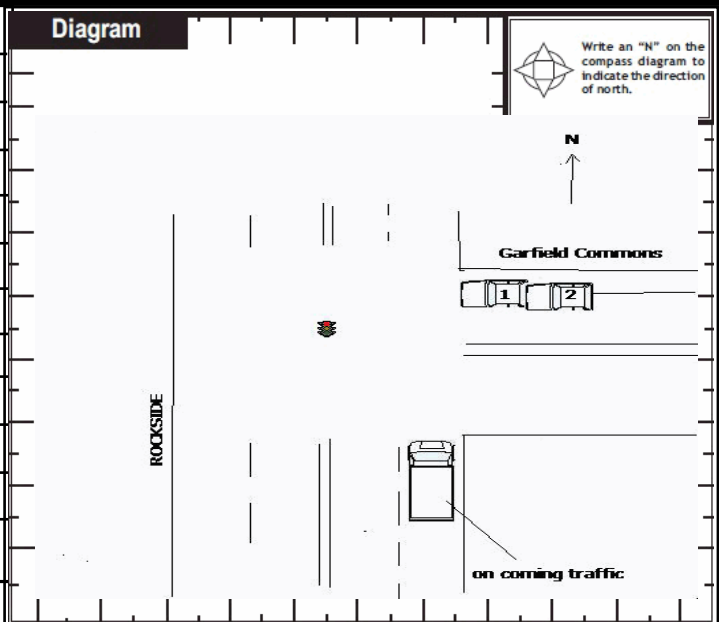 Diagram
Write an "N" on the
compass diagram to
indicate the direction
of north.
N
Garfield Commons
1
2
ROCKSIDE
on coming traffic